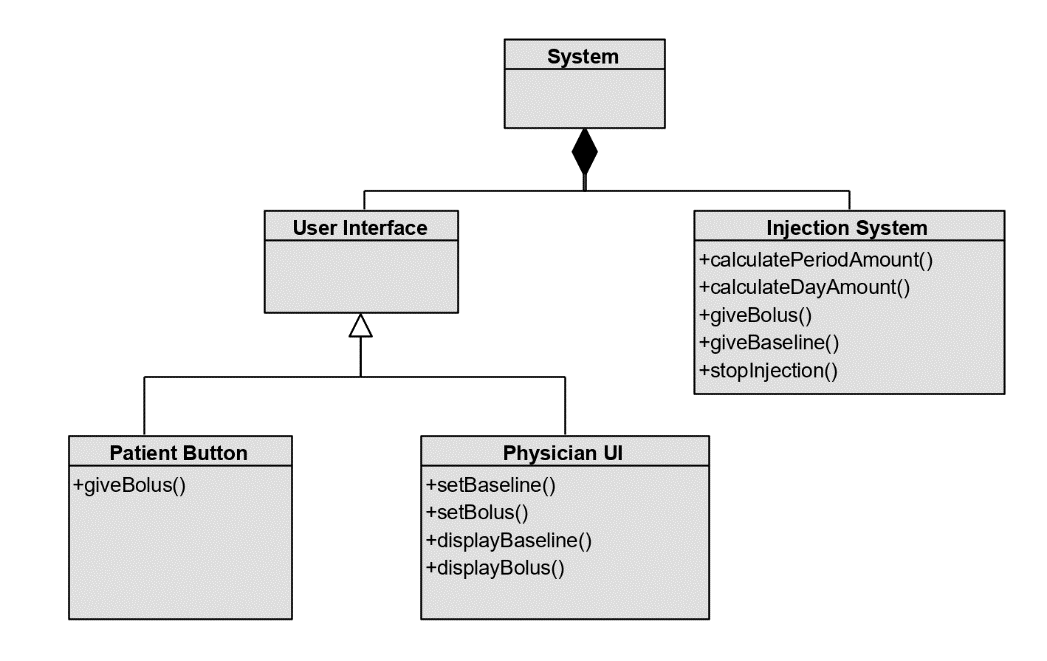 System
User Interface
Injection System
+calculatePeriodAmount()
+calculateDayAmount()
+giveBolus()
+giveBaseline()
+stopInjection()
Patient Button
+giveBolus()
Physician UI
+setBaseline()
+setBolus()
+displayBaseline()
+displayBolus()